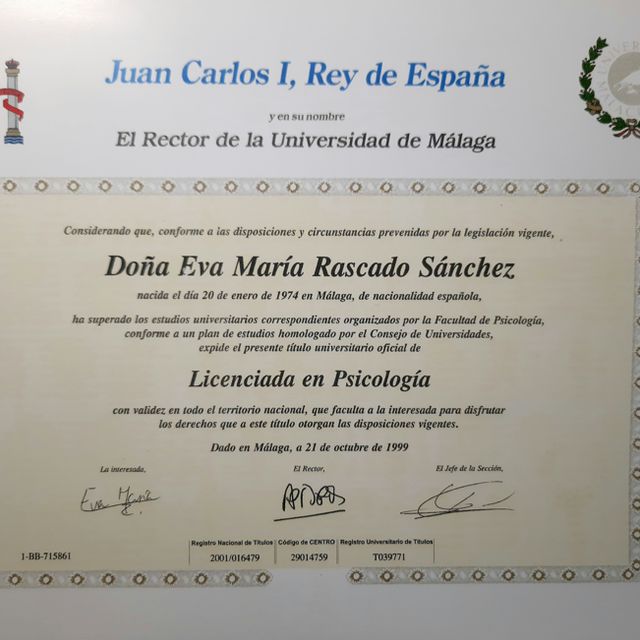 Juan Carlos I, Rey de España
y en su nombre
El Rector de la Universidad de Málaga
Considerando que, conforme a las disposiciones y circunstancias prevenidas por la legislación vigente,
Doña Eva María Rascado Sánchez
nacida el día 20 de enero de 1974 en Málaga, de nacionalidad española,
ha superado los estudios universitarios correspondientes organizados por la Facultad de Psicología,
conforme a un plan de estudios homologado por el Consejo de Universidades,
expide el presente título universitario oficial de
Licenciada en Psicología
con validez en todo el territorio nacional, que faculta a la interesada para disfrutar
los derechos que a este título otorgan las disposiciones vigentes.
Dado en Málaga, a 21 de octubre de 1999
La interesada, El Rector, El Jefe de la Sección,
Eva María
Registro Nacional de Títulos Código de CENTRO Registro Universitario de Títulos
1-BB-715861 2001/016479 29014759 T039771